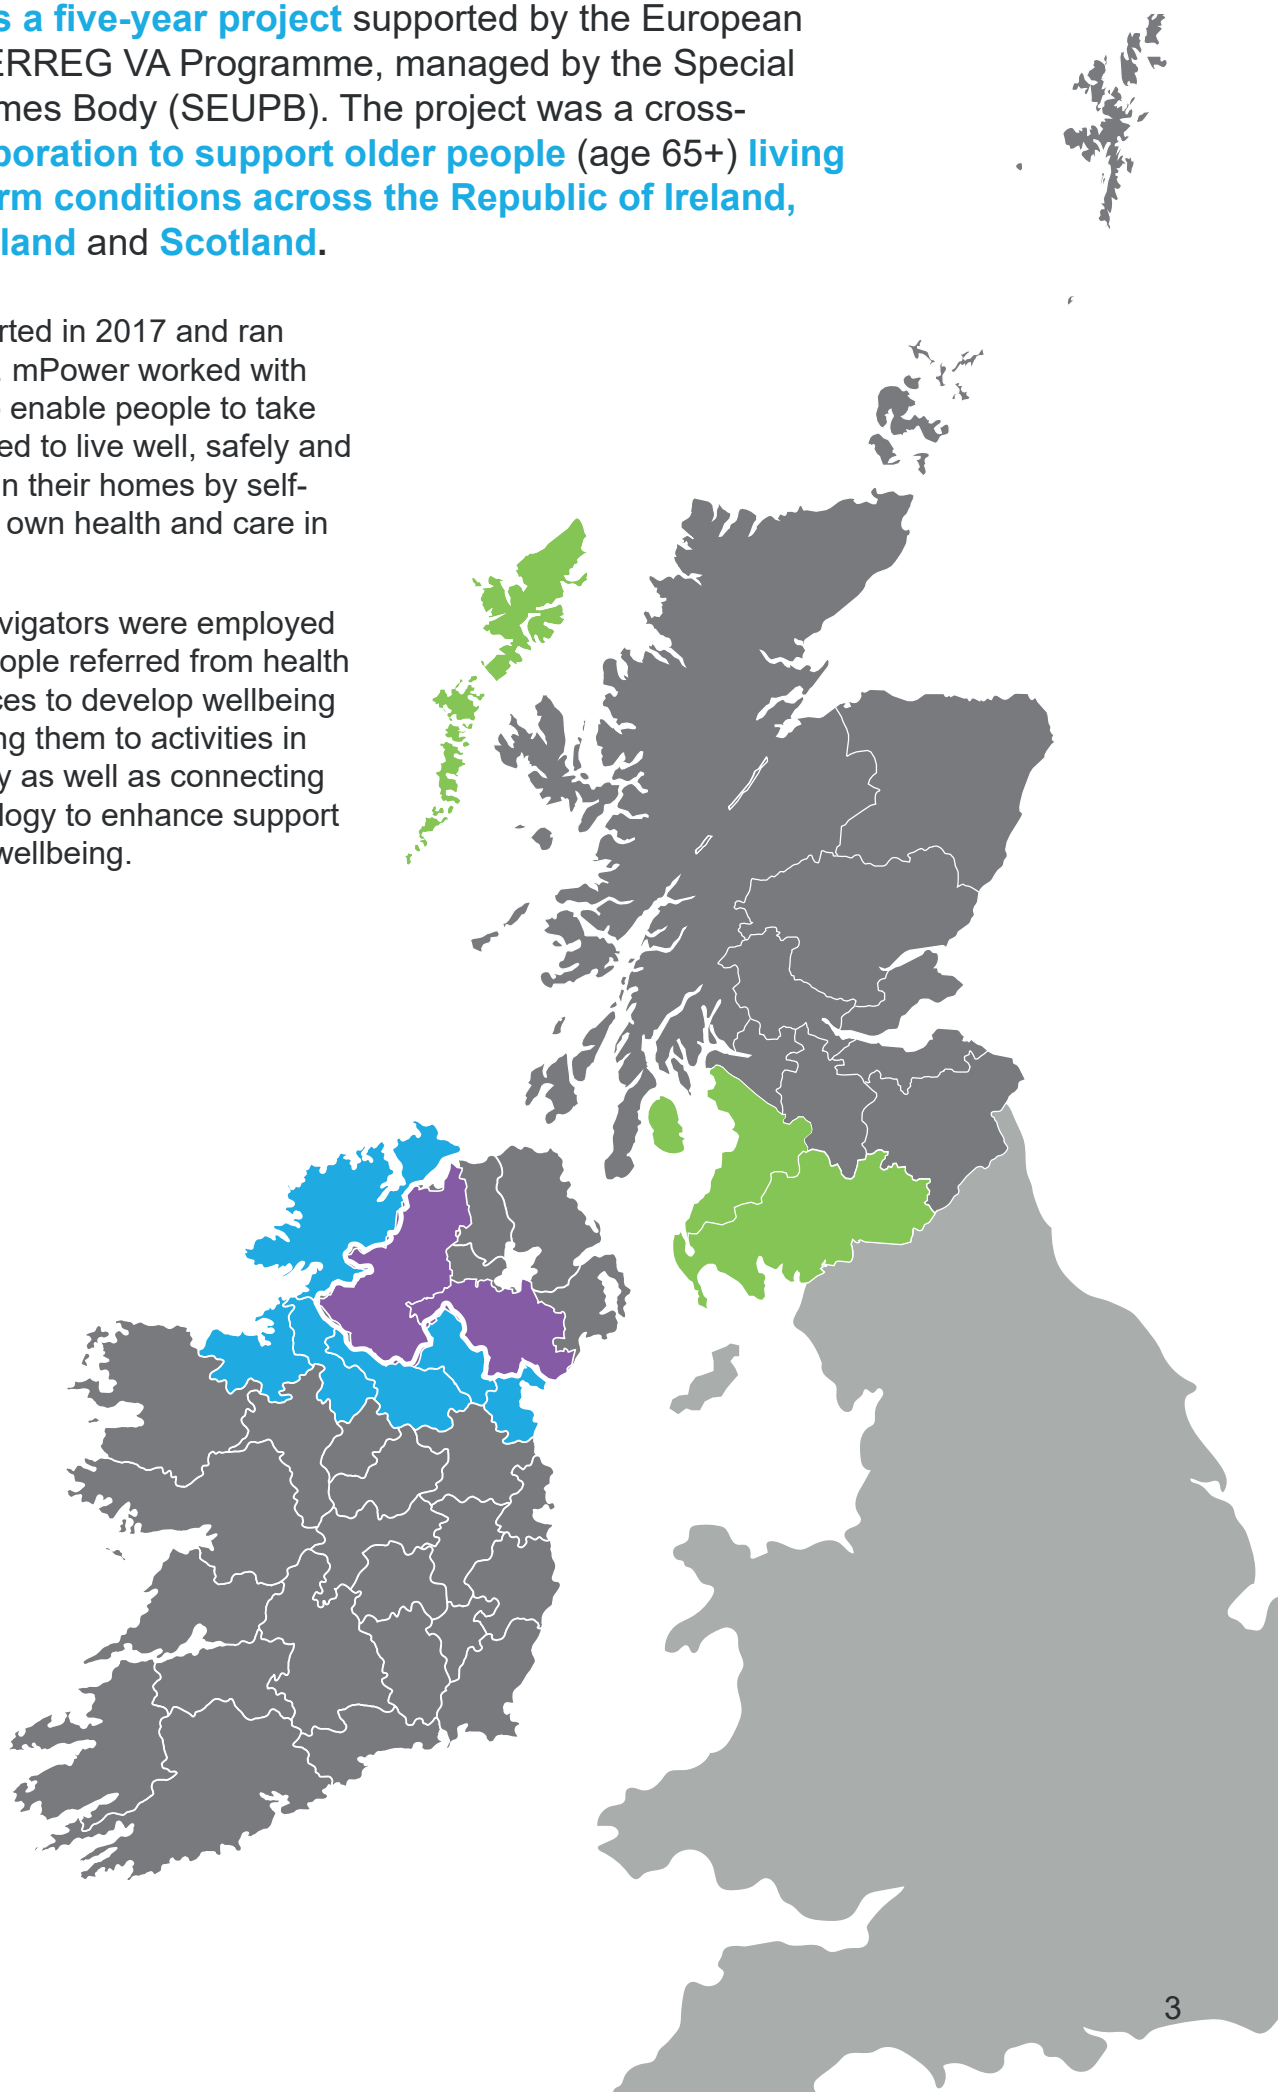 s a five-year project supported by the European
ERREG VA Programme, managed by the Special
mes Body (SEUPB). The project was a cross-
boration to support older people (age 65+) living
rm conditions across the Republic of Ireland,
land and Scotland.
rted in 2017 and ran
. mPower worked with
enable people to take
ed to live well, safely and
n their homes by self-
own health and care in
vigators were employed
ople referred from health
ces to develop wellbeing
ng them to activities in
y as well as connecting
logy to enhance support
wellbeing.
3